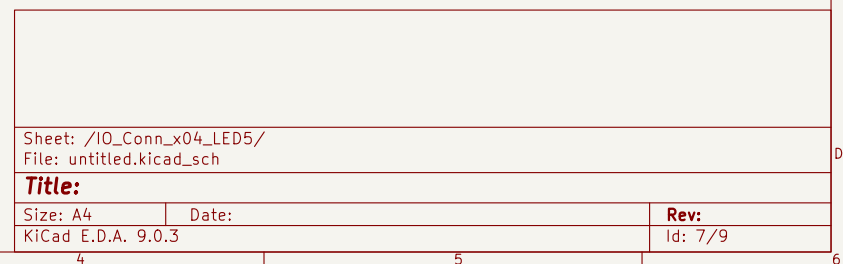 Sheet: /IO_Conn_x04_LED5/
File: untitled.kicad_sch
D
Title:
Size: A4 Date: Rev:
KiCad E.D.A. 9.0.3 Id: 7/9
4 5 6